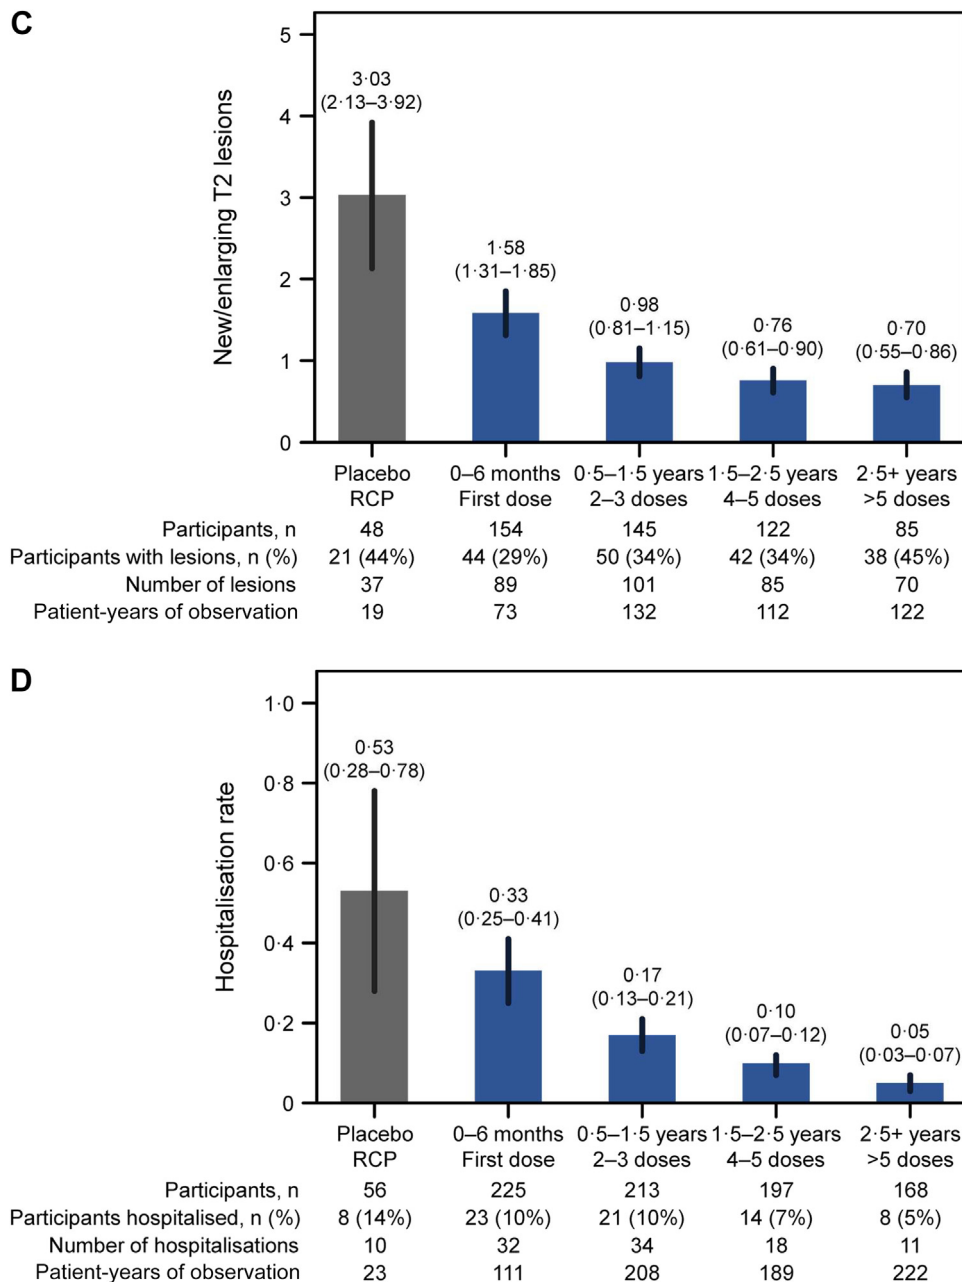 C
New/enlarging T2 lesions
5
4
3
2
1
0
3·03
(2·13–3·92)
1·58
(1·31–1·85)
0·98
(0·81–1·15)
0·76
(0·61–0·90)
0·70
(0·55–0·86)
Placebo 0–6 months 0·5–1·5 years 1·5–2·5 years 2·5+ years
RCP First dose 2–3 doses 4–5 doses >5 doses
Participants, n 48 154 145 122 85
Participants with lesions, n (%) 21 (44%) 44 (29%) 50 (34%) 42 (34%) 38 (45%)
Number of lesions 37 89 101 85 70
Patient-years of observation 19 73 132 112 122
D
Hospitalisation rate
1·0
0·8
0·6
0·4
0·2
0
0·53
(0·28–0·78)
0·33
(0·25–0·41)
0·17
(0·13–0·21)
0·10
(0·07–0·12)
0·05
(0·03–0·07)
Placebo 0–6 months 0·5–1·5 years 1·5–2·5 years 2·5+ years
RCP First dose 2–3 doses 4–5 doses >5 doses
Participants, n 56 225 213 197 168
Participants hospitalised, n (%) 8 (14%) 23 (10%) 21 (10%) 14 (7%) 8 (5%)
Number of hospitalisations 10 32 34 18 11
Patient-years of observation 23 111 208 189 222